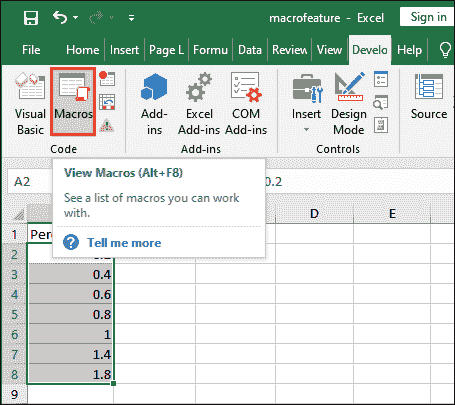 macrofeature - Excel Sign in
File Home Insert Page L Formu Data Review View Develo Help
Visual Basic Macros Add-ins Excel Add-ins COM Add-ins Insert Design Mode Source
Code Add-ins Controls
View Macros (Alt+F8)
See a list of macros you can work
with.
Tell me more
A2 0.2
D E
1 Per
2
3 0.4
4 0.6
5 0.8
6 1
7 1.4
8 1.8
9